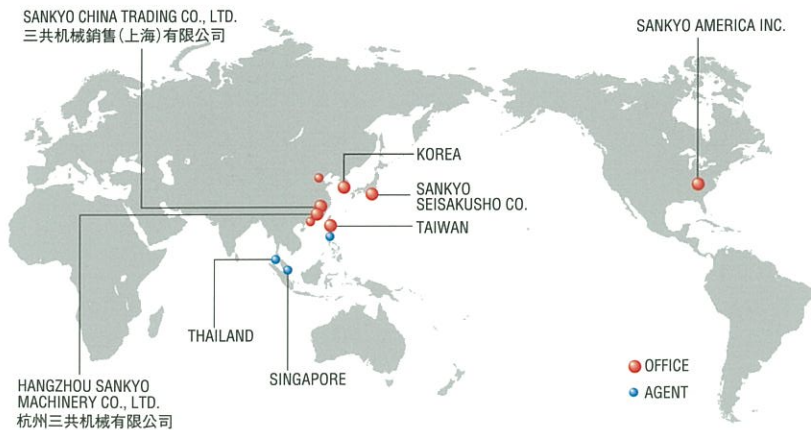 SANKYO CHINA TRADING CO., LTD.
三共机械銷售(上海)有限公司
SANKYO AMERICA INC.
KOREA
SANKYO
SEISAKUSHO CO.
TAIWAN
THAILAND
SINGAPORE
HANGZHOU SANKYO
MACHINERY CO., LTD.
杭州三共机械有限公司
OFFICE
AGENT